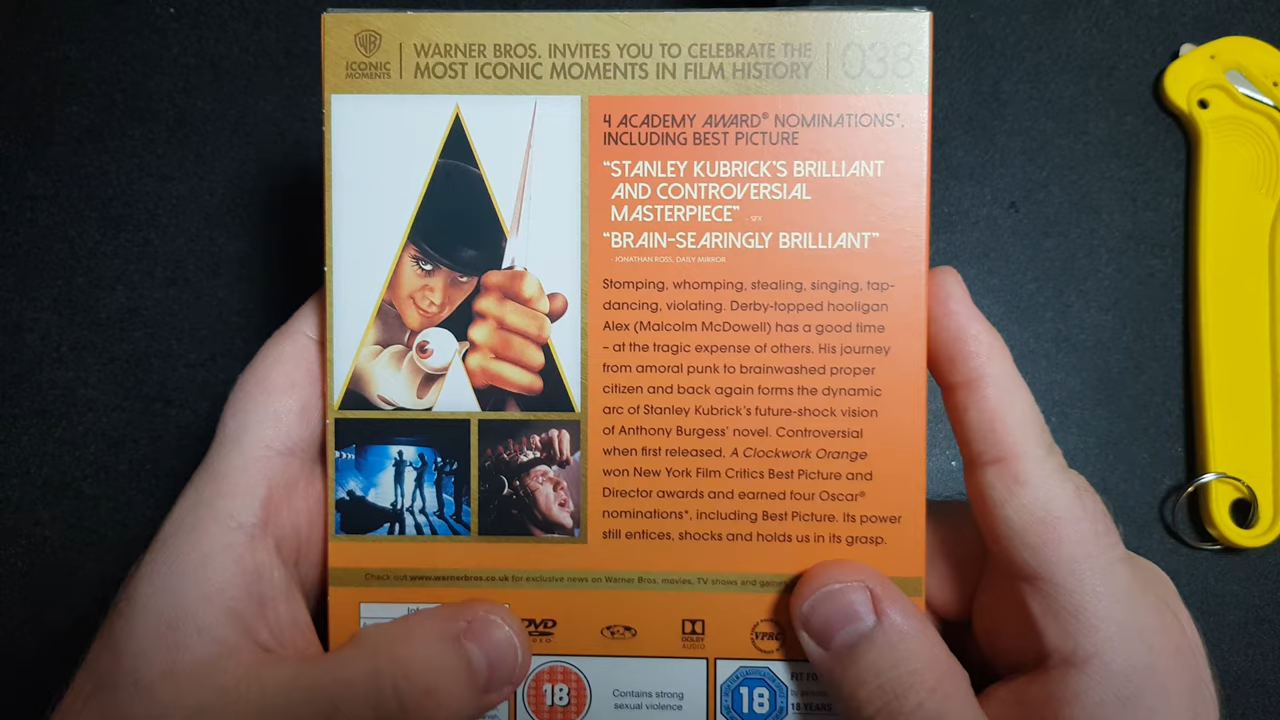 WB
ICONIC
MOMENTS
WARNER BROS. INVITES YOU TO CELEBRATE THE
MOST ICONIC MOMENTS IN FILM HISTORY
038
4 ACADEMY AWARD® NOMINATIONS*,
INCLUDING BEST PICTURE
"STANLEY KUBRICK'S BRILLIANT
AND CONTROVERSIAL
MASTERPIECE" - SFX
"BRAIN-SEARINGLY BRILLIANT"
- JONATHAN ROSS, DAILY MIRROR
Stomping, whomping, stealing, singing, tap-
dancing, violating. Derby-topped hooligan
Alex (Malcolm McDowell) has a good time
– at the tragic expense of others. His journey
from amoral punk to brainwashed proper
citizen and back again forms the dynamic
arc of Stanley Kubrick's future-shock vision
of Anthony Burgess' novel. Controversial
when first released, A Clockwork Orange
won New York Film Critics Best Picture and
Director awards and earned four Oscar®
nominations*, including Best Picture. Its power
still entices, shocks and holds us in its grasp.
Check out www.warnerbros.co.uk for exclusive news on Warner Bros. movies, TV shows and games
DVD
VIDEO
DOLBY
AUDIO
VPRC
18
Contains strong
sexual violence
18
FIT FO
18 YEARS